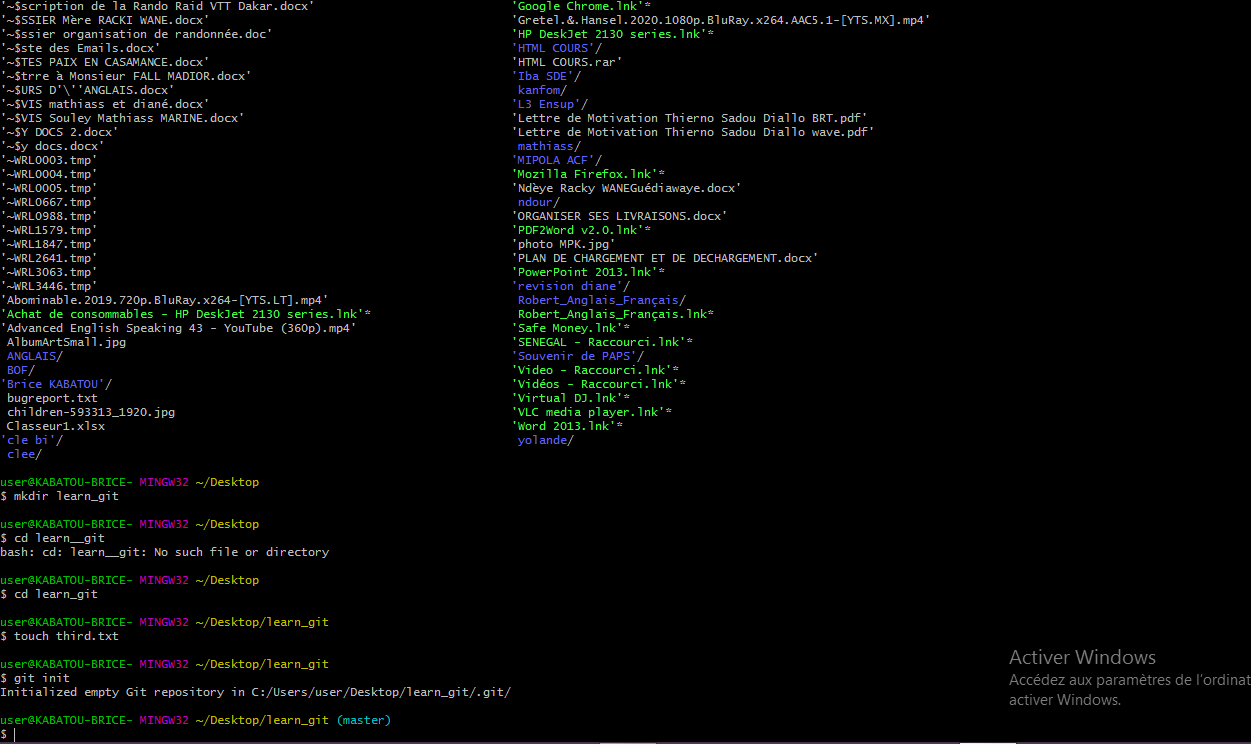 '~$scription de la Rando Raid VTT Dakar.docx' 'Google Chrome.lnk'*
'~$SSIER Mère RACKI WANE.docx' 'Gretel.&.Hansel.2020.1080p.BluRay.x264.AAC5.1-[YTS.MX].mp4'
'~$ssier organisation de randonnée.doc' 'HP DeskJet 2130 series.lnk'*
'~$ste des Emails.docx' 'HTML COURS'/
'~$TES PAIX EN CASAMANCE.docx' 'HTML COURS.rar'
'~$trre à Monsieur FALL MADIOR.docx' 'Iba SDE'/
'~$URS D'\''ANGLAIS.docx' kanfom/
'~$VIS mathiass et diané.docx' 'L3 Ensup'/
'~$VIS Souley Mathiass MARINE.docx' 'Lettre de Motivation Thierno Sadou Diallo BRT.pdf'
'~$Y DOCS 2.docx' 'Lettre de Motivation Thierno Sadou Diallo wave.pdf'
'~$y docs.docx' mathiass/
'~WRL0003.tmp' 'MIPOLA ACF'/
'~WRL0004.tmp' 'Mozilla Firefox.lnk'*
'~WRL0005.tmp' 'Ndèye Racky WANEGuédiawaye.docx'
'~WRL0667.tmp' ndour/
'~WRL0988.tmp' 'ORGANISER SES LIVRAISONS.docx'
'~WRL1579.tmp' 'PDF2Word v2.0.lnk'*
'~WRL1847.tmp' 'photo MPK.jpg'
'~WRL2641.tmp' 'PLAN DE CHARGEMENT ET DE DECHARGEMENT.docx'
'~WRL3063.tmp' 'PowerPoint 2013.lnk'*
'~WRL3446.tmp' 'revision diane'/
'Abominable.2019.720p.BluRay.x264-[YTS.LT].mp4' Robert_Anglais_Français/
'Achat de consommables - HP DeskJet 2130 series.lnk'* Robert_Anglais_Français.lnk*
'Advanced English Speaking 43 - YouTube (360p).mp4' 'Safe Money.lnk'*
AlbumArtSmall.jpg 'SENEGAL - Raccourci.lnk'*
ANGLAIS/ 'Souvenir de PAPS'/
BOF/ 'Video - Raccourci.lnk'*
'Brice KABATOU'/ 'Vidéos - Raccourci.lnk'*
bugreport.txt 'Virtual DJ.lnk'*
children-593313_1920.jpg 'VLC media player.lnk'*
Classeur1.xlsx 'Word 2013.lnk'*
'cle bi'/ yolande/
clee/
user@KABATOU-BRICE- MINGW32 ~/Desktop
$ mkdir learn_git
user@KABATOU-BRICE- MINGW32 ~/Desktop
$ cd learn__git
bash: cd: learn__git: No such file or directory
user@KABATOU-BRICE- MINGW32 ~/Desktop
$ cd learn_git
user@KABATOU-BRICE- MINGW32 ~/Desktop/learn_git
$ touch third.txt
user@KABATOU-BRICE- MINGW32 ~/Desktop/learn_git
$ git init
Initialized empty Git repository in C:/Users/user/Desktop/learn_git/.git/
user@KABATOU-BRICE- MINGW32 ~/Desktop/learn_git (master)
$
Activer Windows
Accédez aux paramètres de l'ordinat
activer Windows.